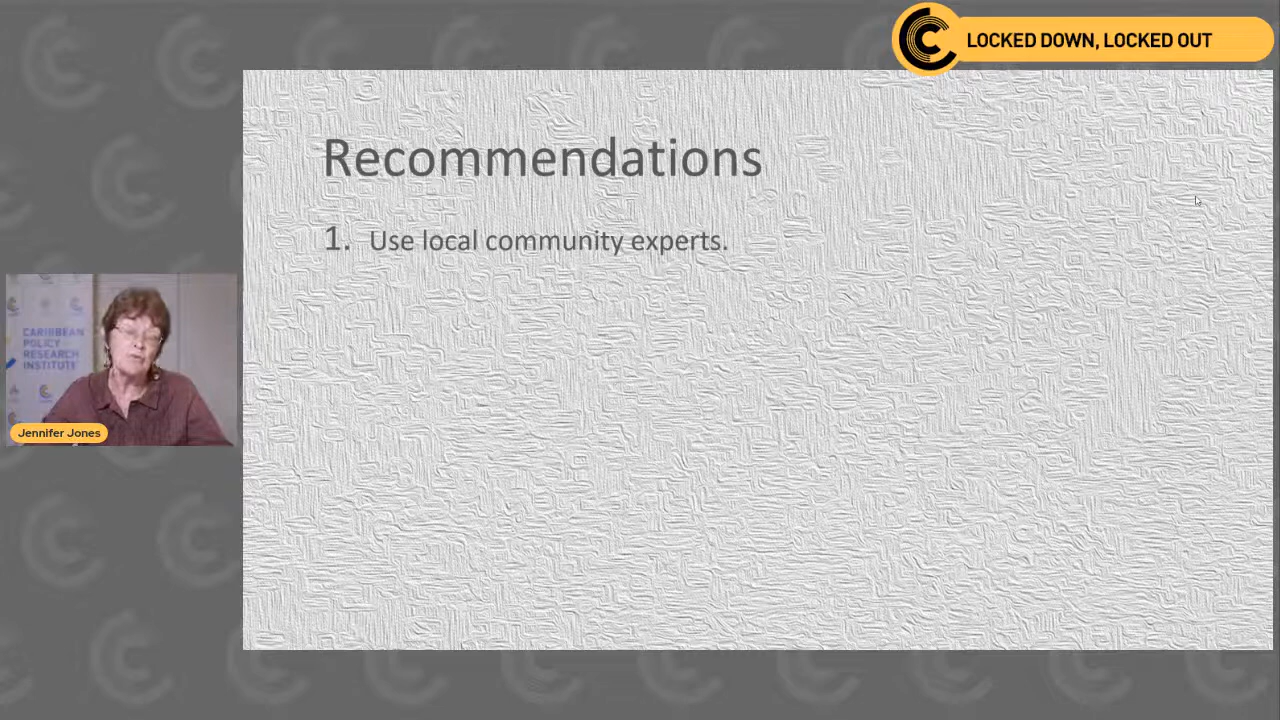 LOCKED DOWN, LOCKED OUT
Recommendations
1. Use local community experts.
CARIBBEAN
POLICY
RESEARCH
INSTITUTE
Jennifer Jones